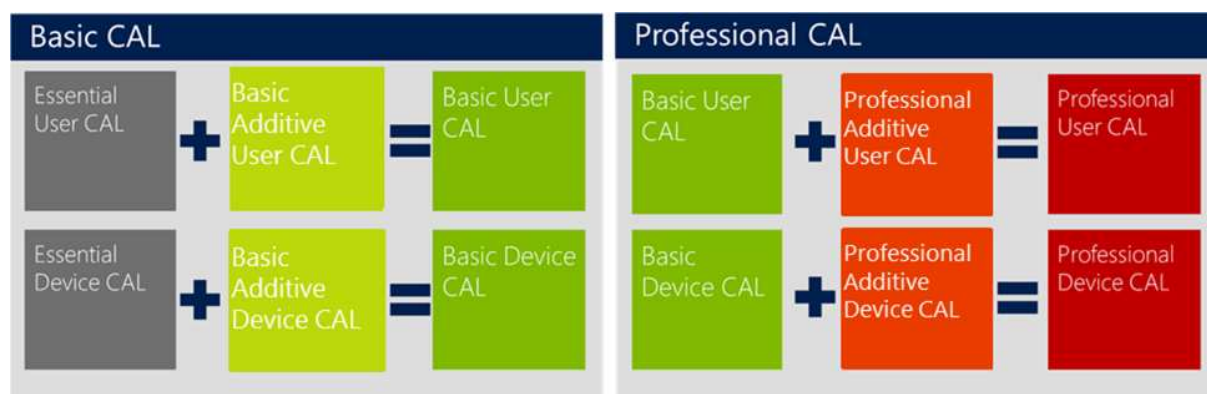 Basic CAL
Essential
User CAL
+
Basic
Additive
User CAL
=
Basic User
CAL
Essential
Device CAL
+
Basic
Additive
Device CAL
=
Basic Device
CAL
Professional CAL
Basic User
CAL
+
Professional
Additive
User CAL
=
Professional
User CAL
Basic
Device CAL
+
Professional
Additive
Device CAL
=
Professional
Device CAL